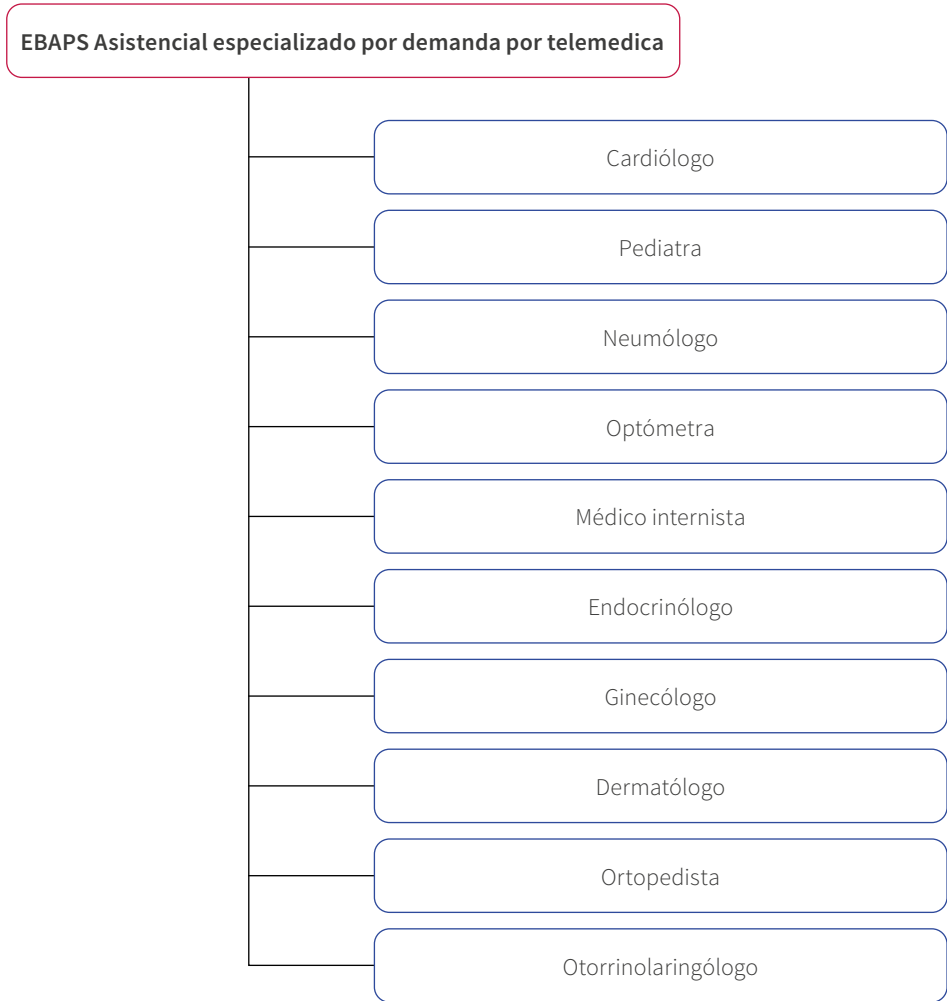 EBAPS Asistencial especializado por demanda por telemedica
Cardiólogo
Pediatra
Neumólogo
Optómetra
Médico internista
Endocrinólogo
Ginecólogo
Dermatólogo
Ortopedista
Otorrinolaringólogo